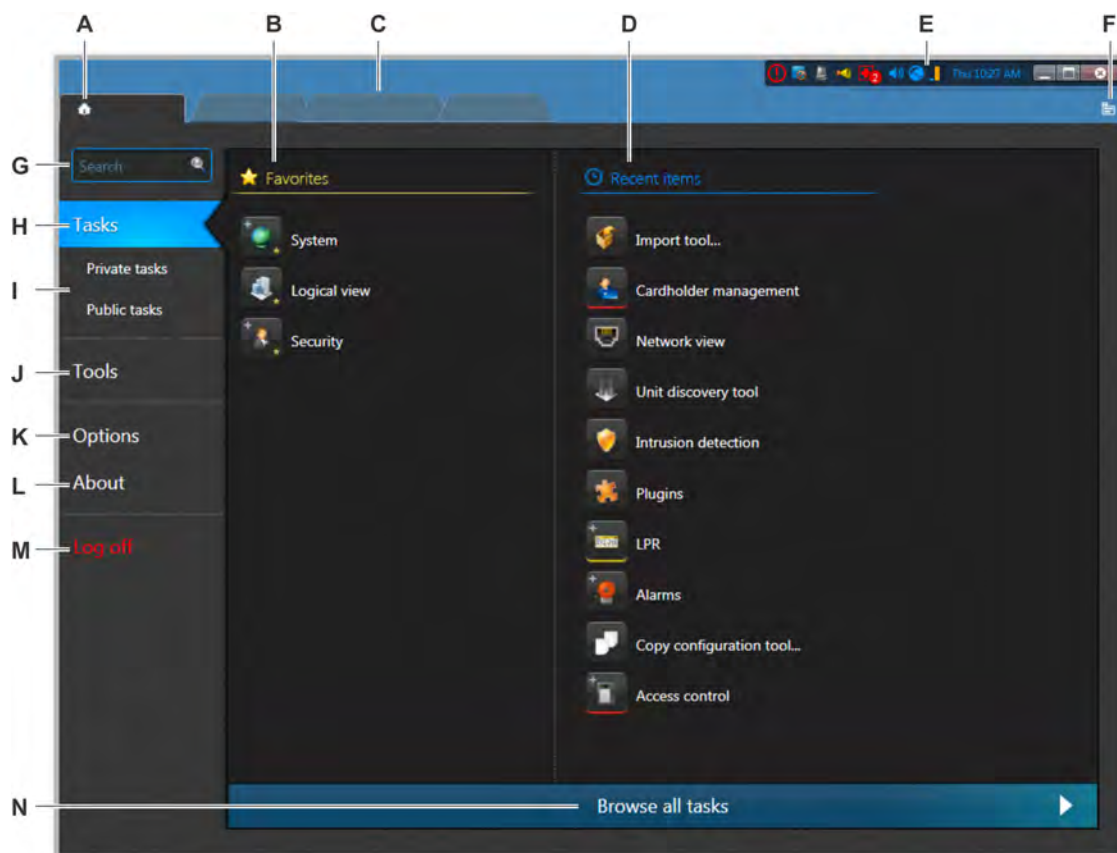 A B C D E F
2 Thu 10:27 AM
G Search
Favorites
Recent items
H Tasks
I Private tasks
Public tasks
J Tools
K Options
L About
M Log off
System
Logical view
Security
Import tool...
Cardholder management
Network view
Unit discovery tool
Intrusion detection
Plugins
LPR
Alarms
Copy configuration tool...
Access control
N Browse all tasks